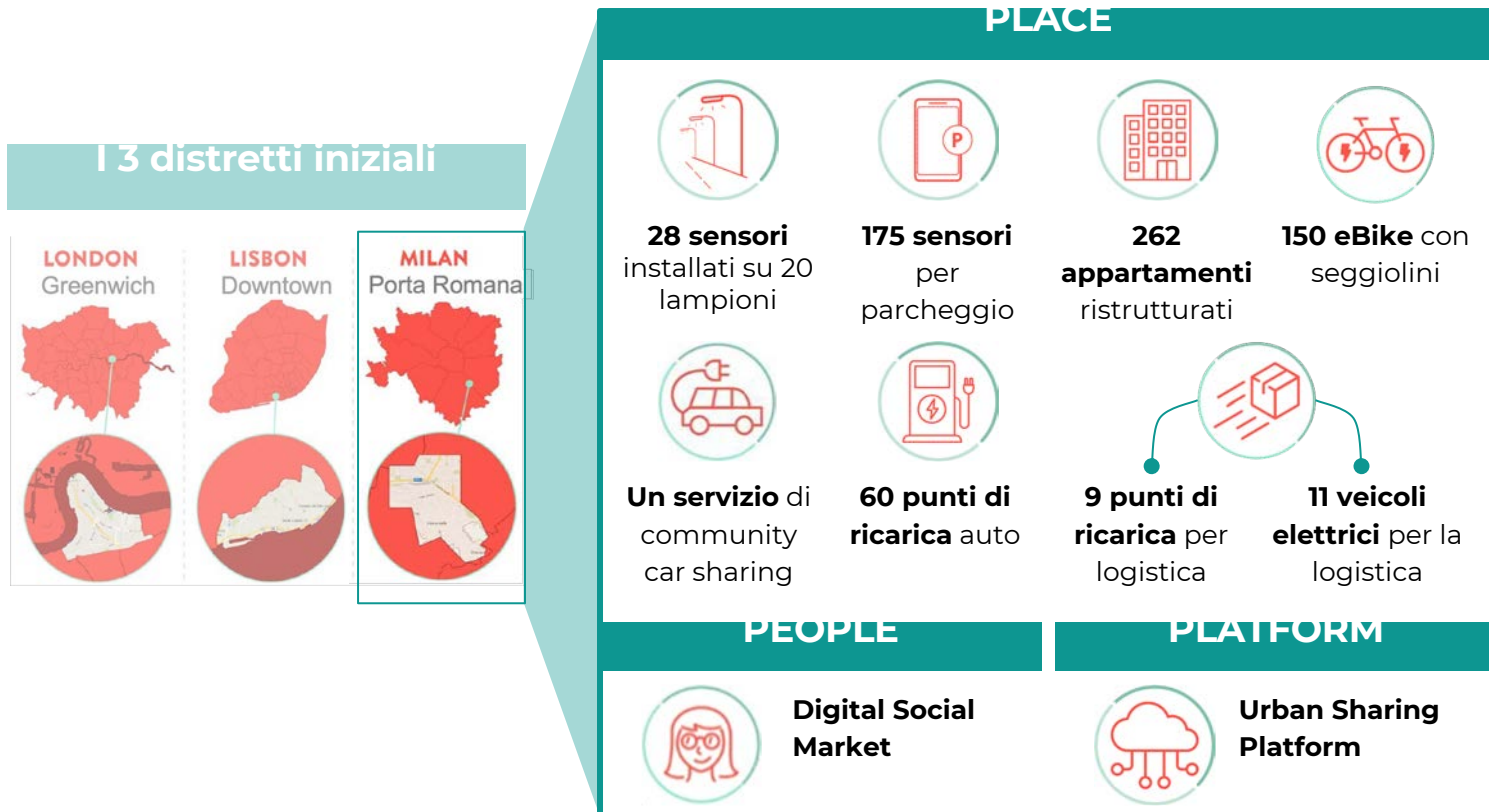 I 3 distretti iniziali
LONDON
Greenwich
LISBON
Downtown
MILAN
Porta Romana
PLACE
P
28 sensori
installati su 20
lampioni
175 sensori
per
parcheggio
262
appartamenti
ristrutturati
150 eBike con
seggiolini
Un servizio di
community
car sharing
60 punti di
ricarica auto
9 punti di
ricarica per
logistica
11 veicoli
elettrici per la
logistica
PEOPLE
Digital Social
Market
PLATFORM
Urban Sharing
Platform